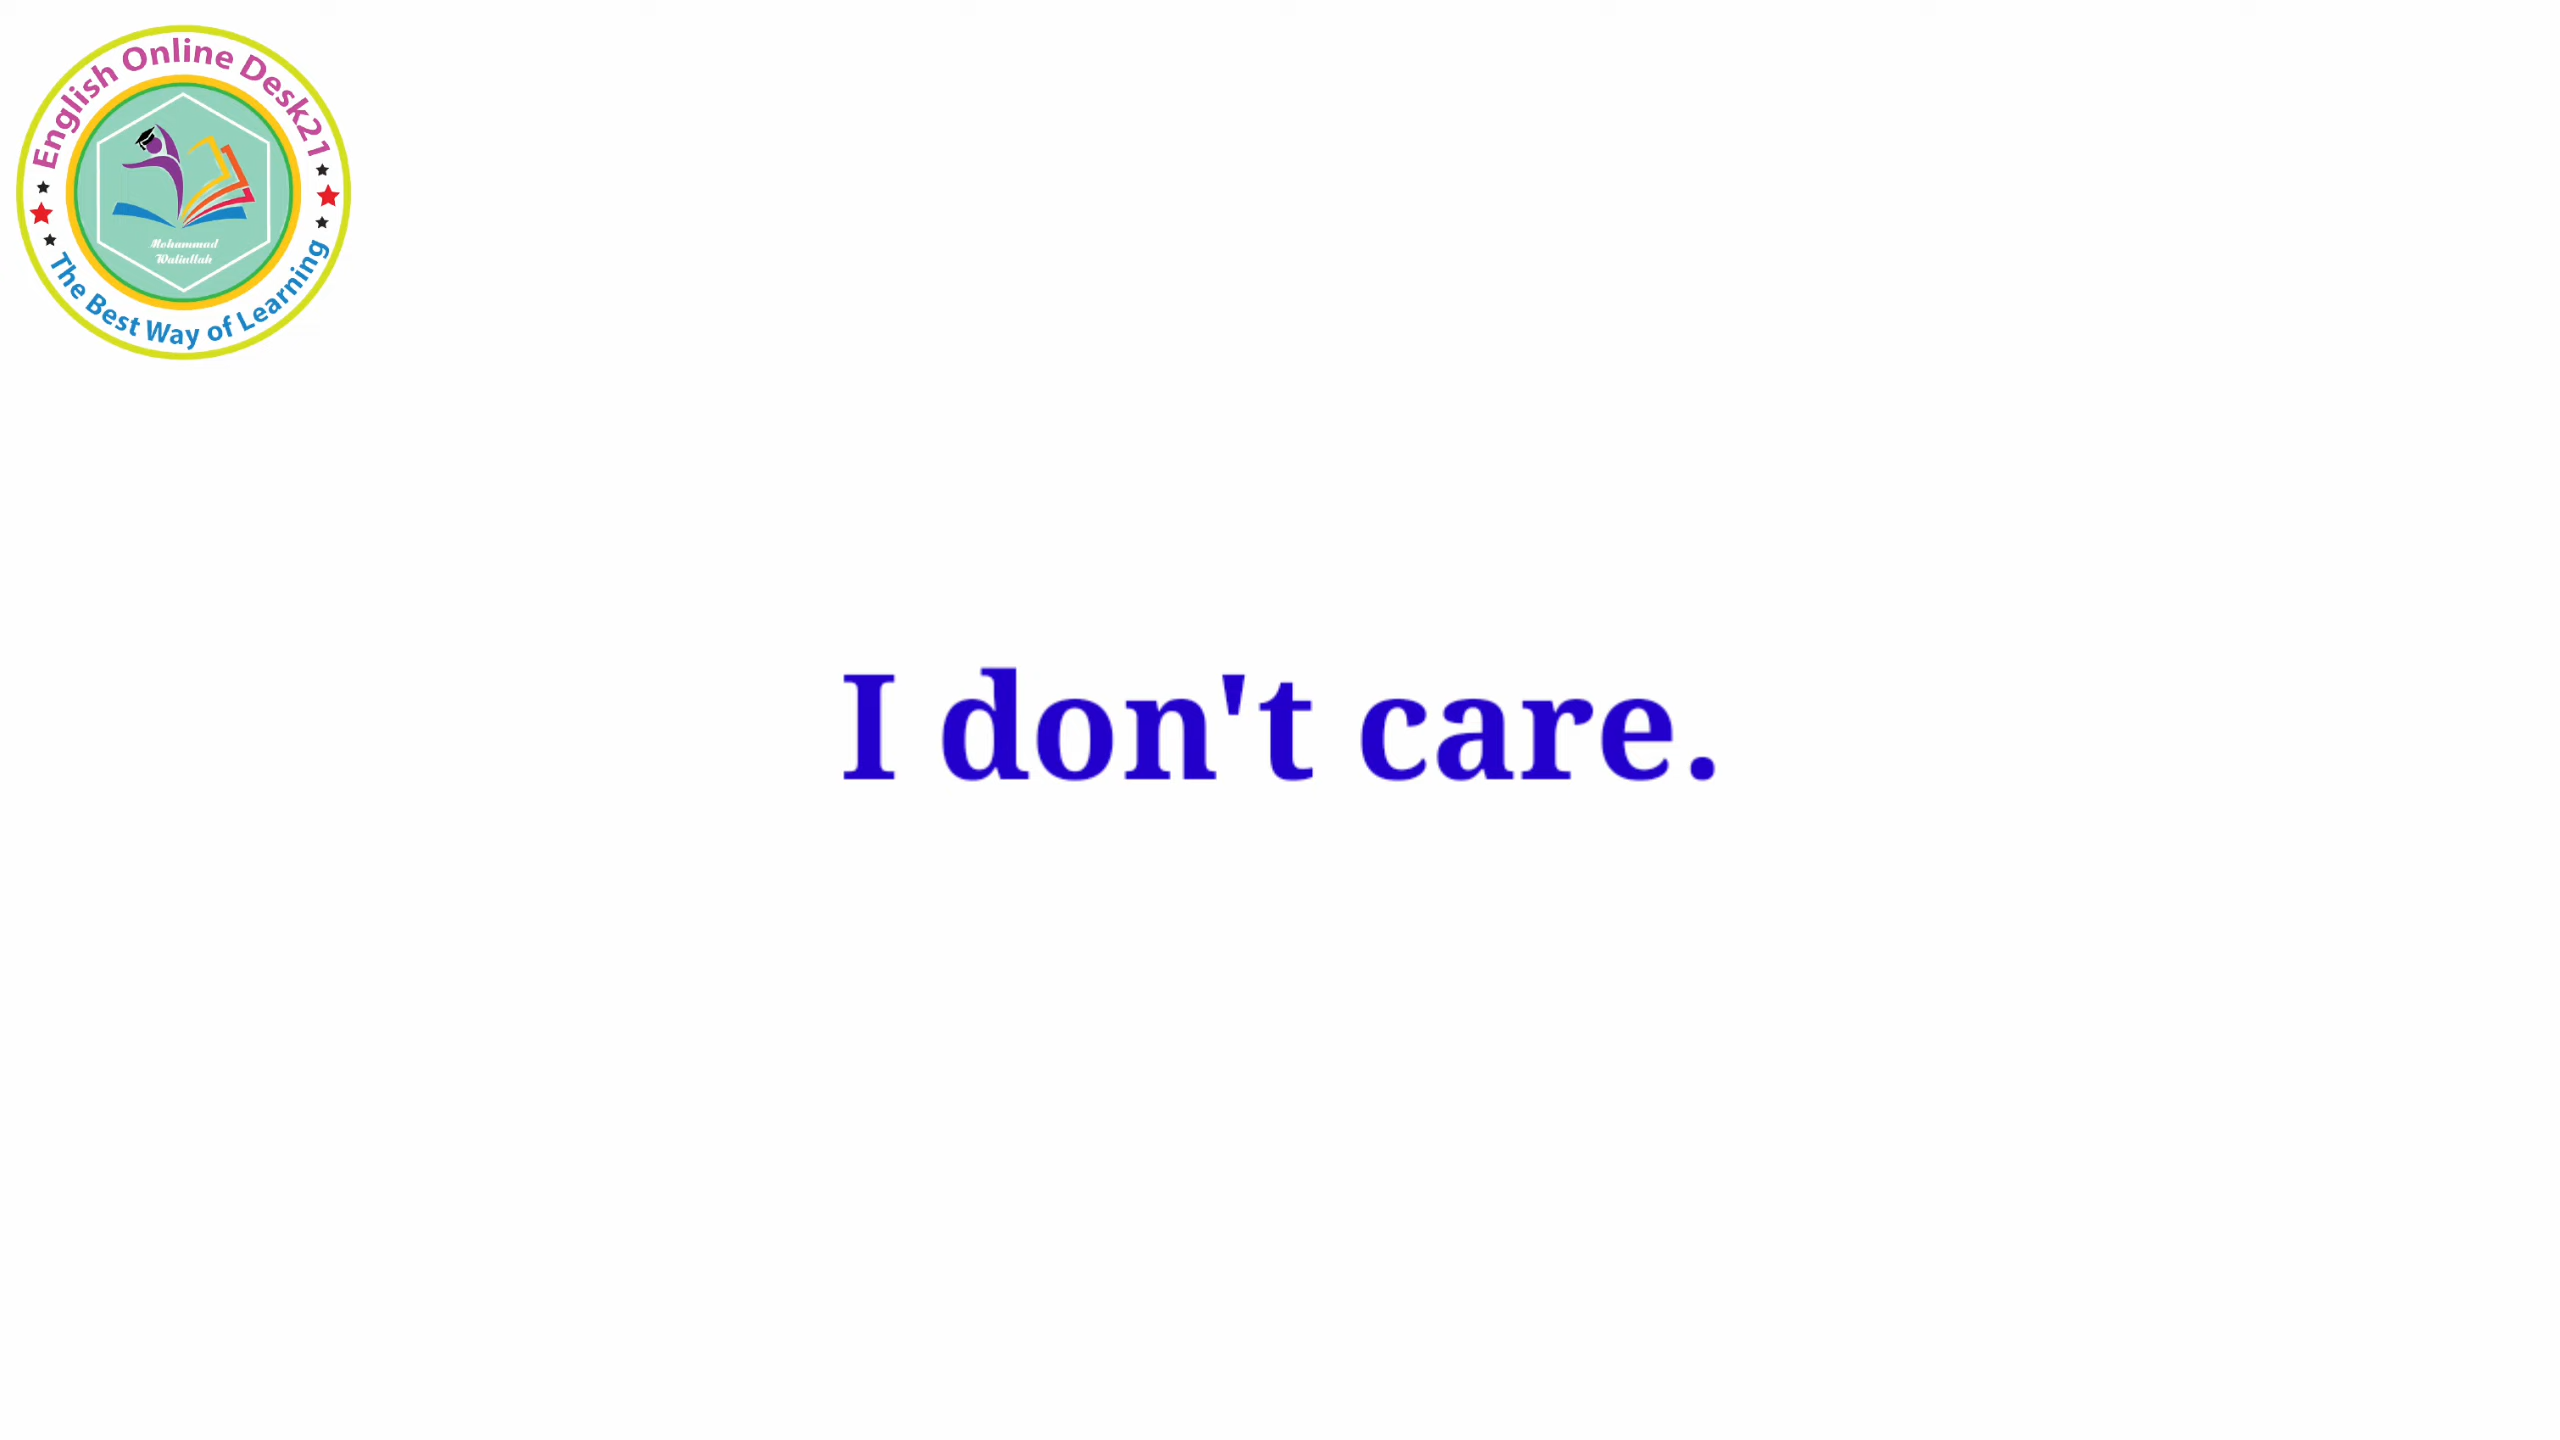 English Online Desk21
Mohammad
Waliullah
The Best Way of Learning
I don't care.